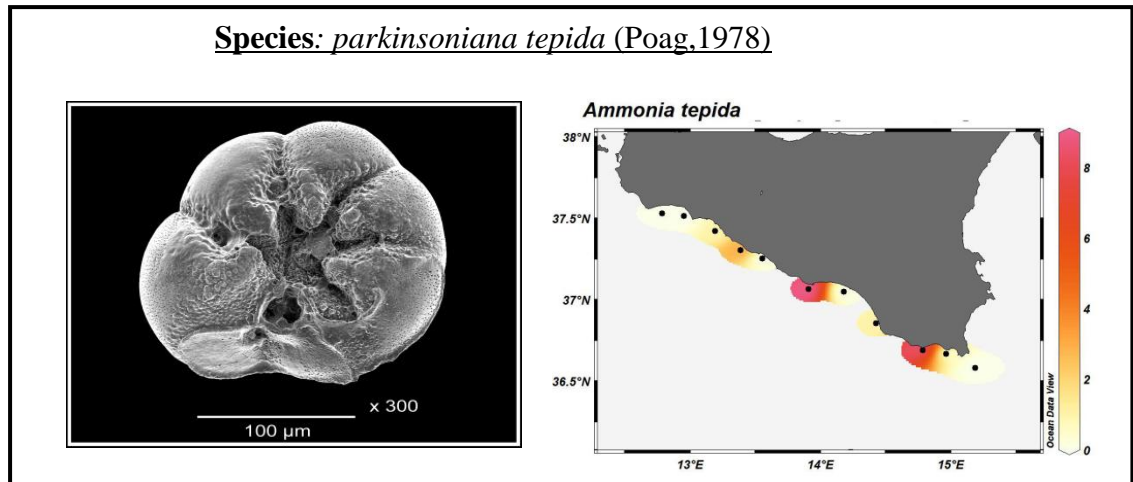 Species: parkinsoniana tepida (Poag,1978)
x 300
100 µm
Ammonia tepida
38°N
37.5°N
37°N
36.5°N
13°E
14°E
15°E
8
6
4
2
0
Ocean Data View